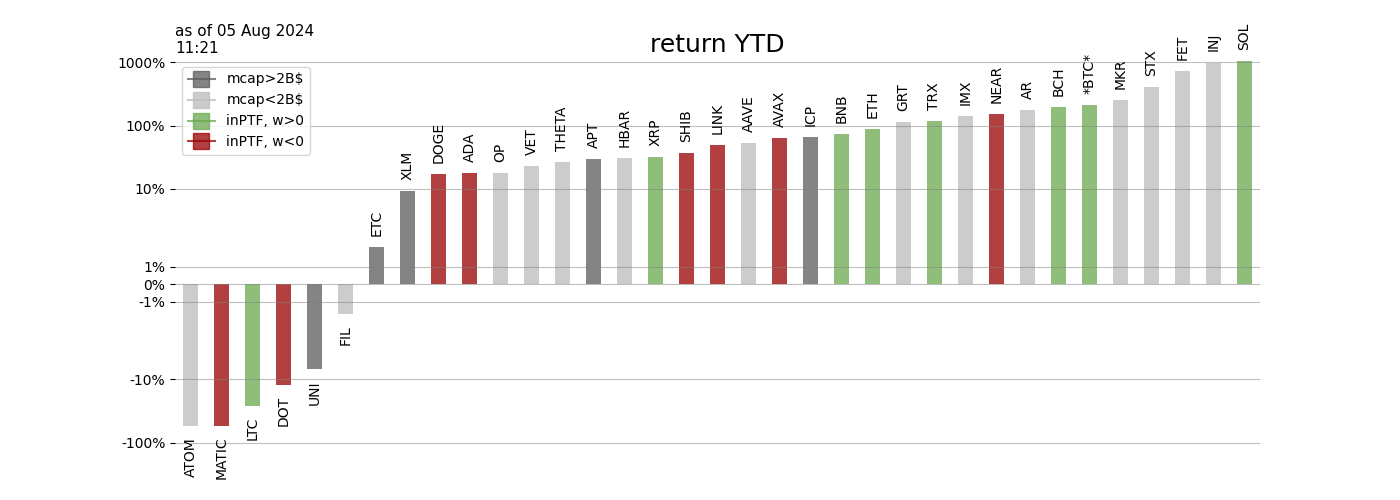 as of 05 Aug 2024
11:21
return YTD
1000%
100%
10%
1%
0%
-1%
-10%
-100%
mcap>2B$
mcap<2B$
inPTF, w>0
inPTF, w<0
ATOM
MATIC
LTC
DOT
UNI
FIL
ETC
XLM
DOGE
ADA
OP
VET
THETA
APT
HBAR
XRP
SHIB
LINK
AAVE
AVAX
ICP
BNB
ETH
GRT
TRX
IMX
NEAR
AR
BCH
*BTC*
MKR
STX
FET
INJ
SOL